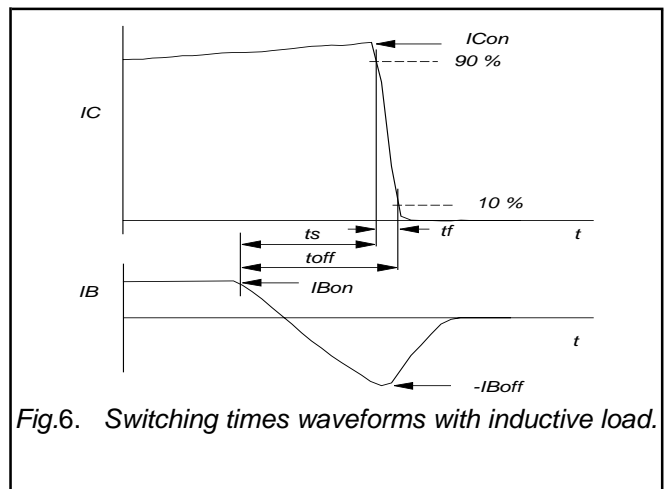 ICon
90 %
IC
10 %
ts
tf
t
toff
IB
IBon
t
-IBoff
Fig.6. Switching times waveforms with inductive load.